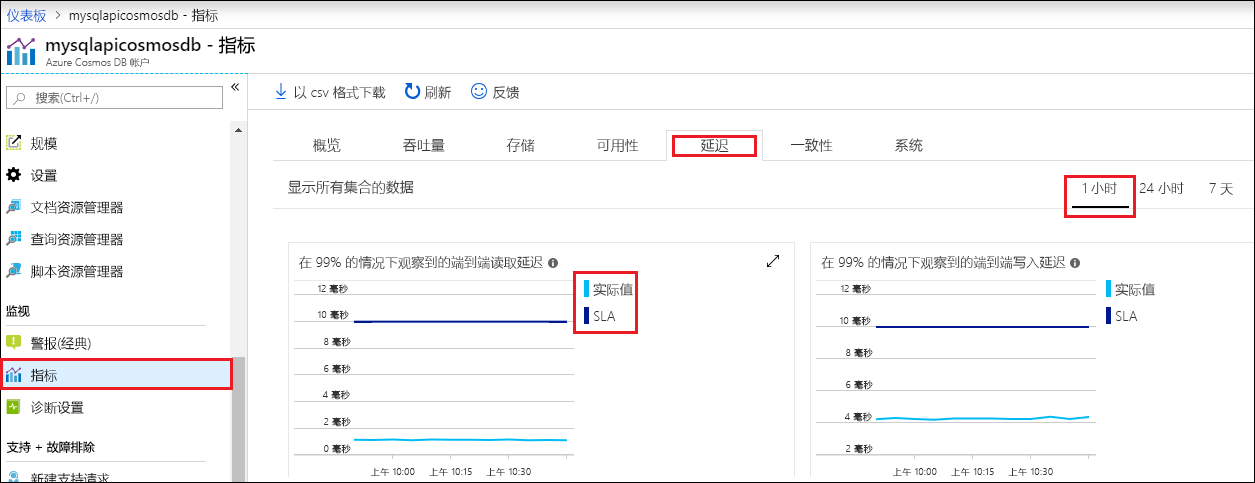 仪表板 > mysqlapicosmosdb - 指标
mysqlapicosmosdb - 指标
Azure Cosmos DB 帐户
搜索(Ctrl+/)
«
规模
设置
文档资源管理器
查询资源管理器
脚本资源管理器
监视
警报(经典)
指标
诊断设置
支持 + 故障排除
新建支持请求
以 csv 格式下载 刷新 反馈
概览 吞吐量 存储 可用性 延迟 一致性 系统
显示所有集合的数据 1 小时 24 小时 7 天
在 99% 的情况下观察到的端到端读取延迟
12 毫秒
10 毫秒
8 毫秒
6 毫秒
4 毫秒
2 毫秒
0 毫秒
上午 10:00 上午 10:15 上午 10:30
实际值
SLA
在 99% 的情况下观察到的端到端写入延迟
12 毫秒
10 毫秒
8 毫秒
6 毫秒
4 毫秒
2 毫秒
上午 10:00 上午 10:15 上午 10:30
实际值
SLA